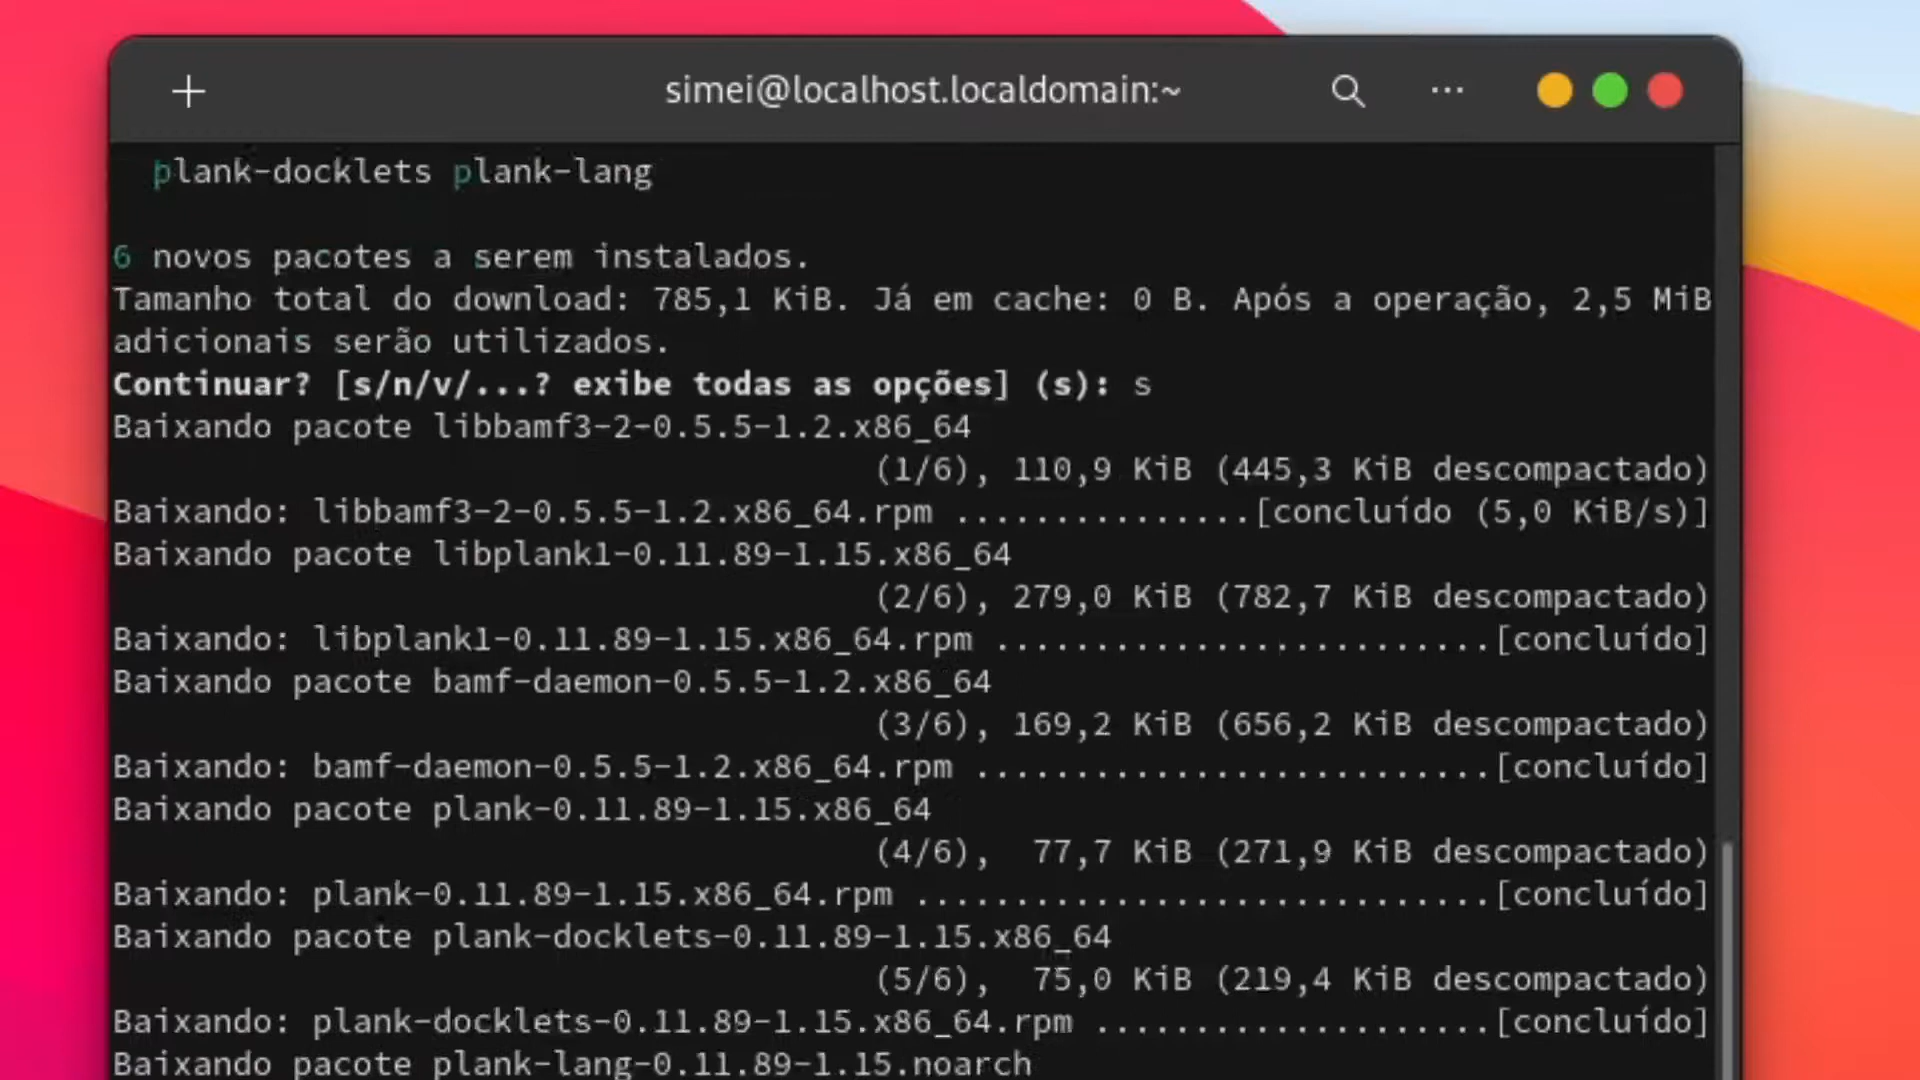 simei@localhost.localdomain:~
plank-docklets plank-lang
6 novos pacotes a serem instalados.
Tamanho total do download: 785,1 KiB. Já em cache: 0 B. Após a operação, 2,5 MiB
adicionais serão utilizados.
Continuar? [s/n/v/...? exibe todas as opções] (s): s
Baixando pacote libbamf3-2-0.5.5-1.2.x86_64
(1/6), 110,9 KiB (445,3 KiB descompactado)
Baixando: libbamf3-2-0.5.5-1.2.x86_64.rpm ...............[concluído (5,0 KiB/s)]
Baixando pacote libplank1-0.11.89-1.15.x86_64
(2/6), 279,0 KiB (782,7 KiB descompactado)
Baixando: libplank1-0.11.89-1.15.x86_64.rpm .........................[concluído]
Baixando pacote bamf-daemon-0.5.5-1.2.x86_64
(3/6), 169,2 KiB (656,2 KiB descompactado)
Baixando: bamf-daemon-0.5.5-1.2.x86_64.rpm ..........................[concluído]
Baixando pacote plank-0.11.89-1.15.x86_64
(4/6),  77,7 KiB (271,9 KiB descompactado)
Baixando: plank-0.11.89-1.15.x86_64.rpm .............................[concluído]
Baixando pacote plank-docklets-0.11.89-1.15.x86_64
(5/6),  75,0 KiB (219,4 KiB descompactado)
Baixando: plank-docklets-0.11.89-1.15.x86_64.rpm ....................[concluído]
Baixando pacote plank-lang-0.11.89-1.15.noarch